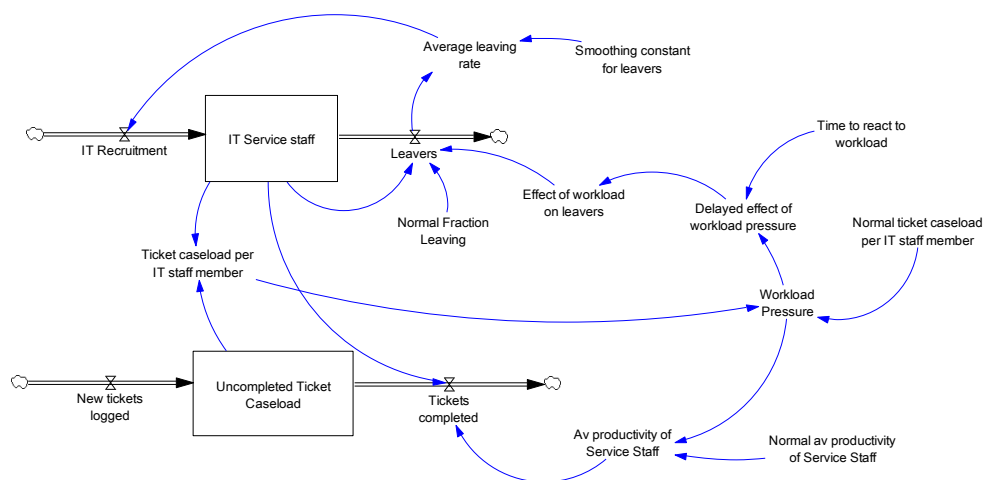 Average leaving
rate
Smoothing constant
for leavers
IT Recruitment
IT Service staff
Leavers
Time to react to
workload
Effect of workload
on leavers
Normal Fraction
Leaving
Delayed effect of
workload pressure
Normal ticket caseload
per IT staff member
Ticket caseload per
IT staff member
Workload
Pressure
New tickets
logged
Uncompleted Ticket
Caseload
Tickets
completed
Av productivity of
Service Staff
Normal av productivity
of Service Staff